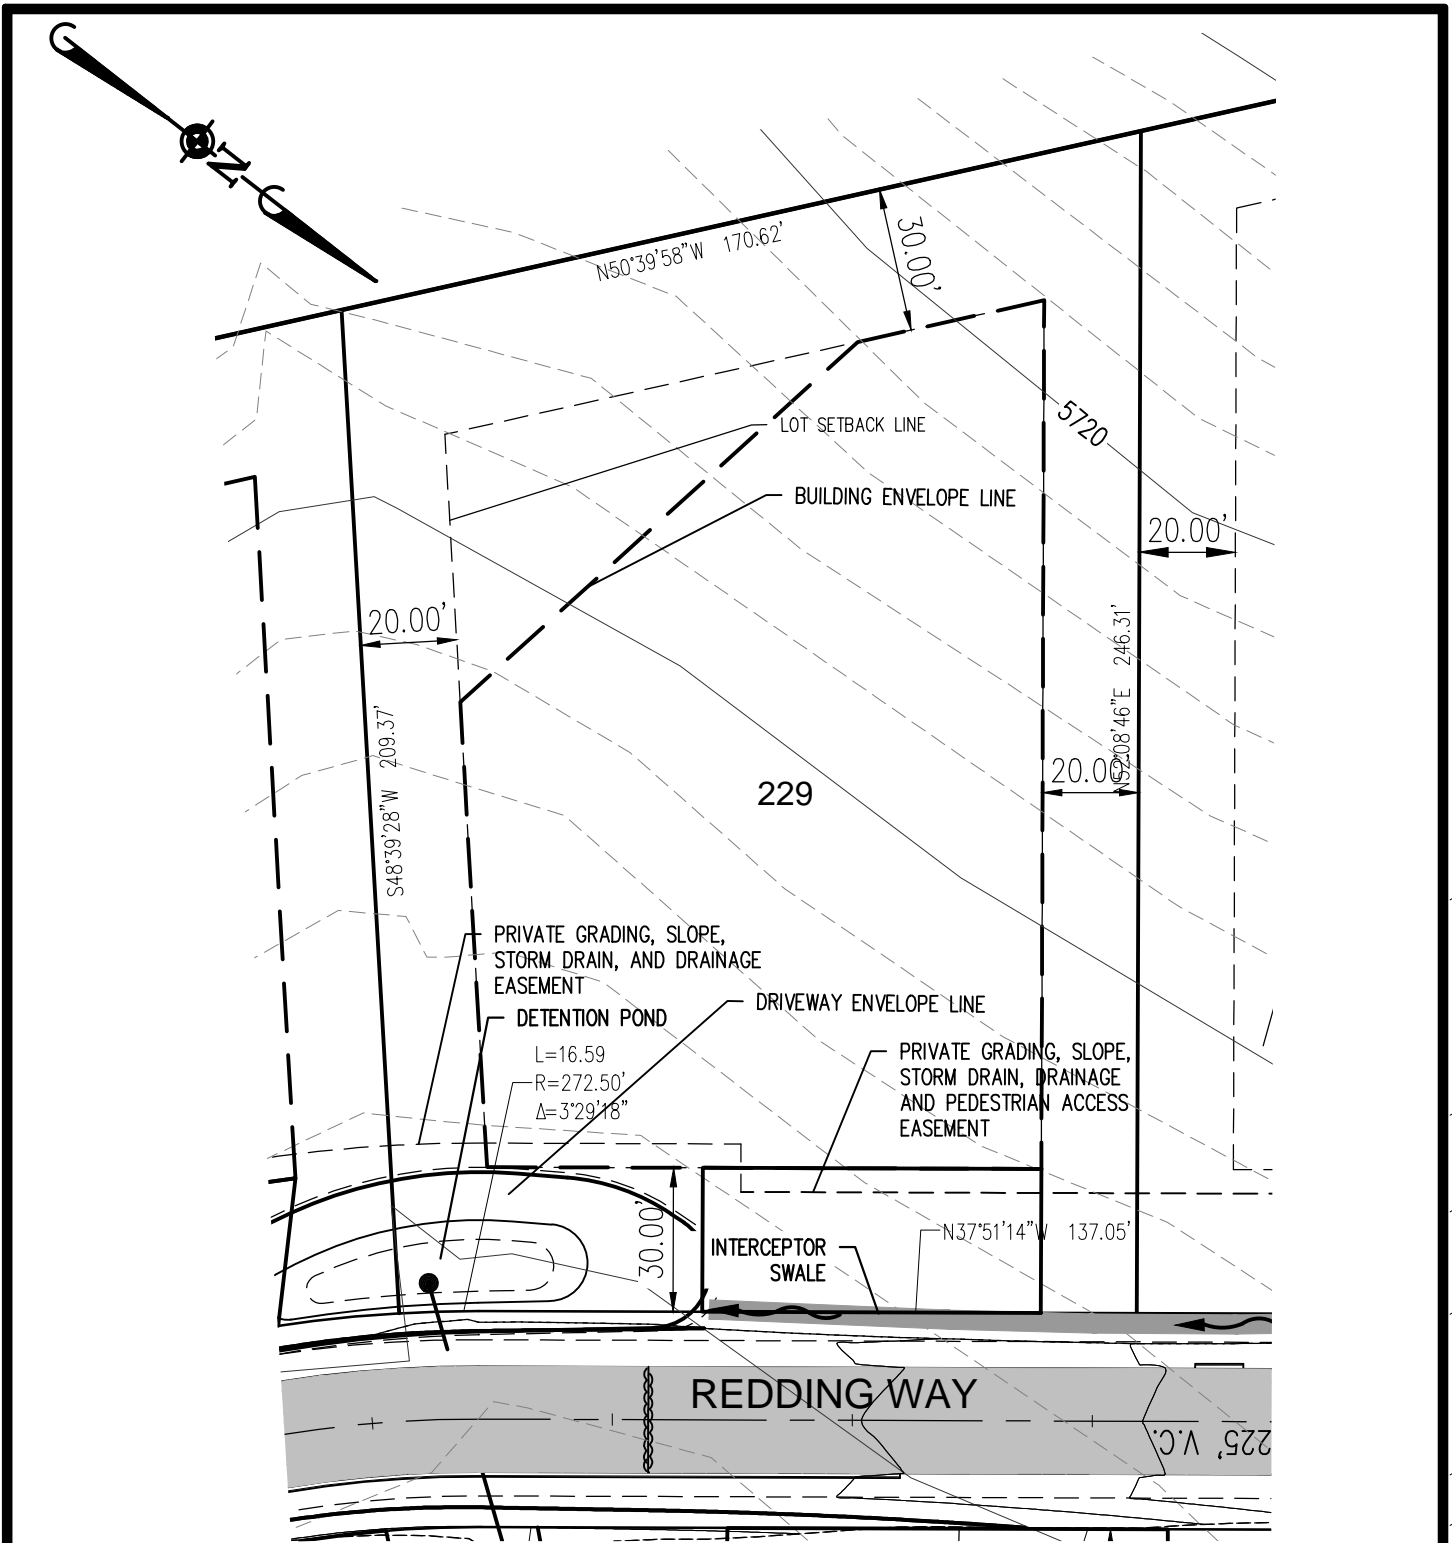 N
N50°39'58"W 170.62'
30.00'
LOT SETBACK LINE
5720
BUILDING ENVELOPE LINE
20.00'
20.00'
N52°08'46"E 246.31'
S48°39'28"W 209.37'
20.00'
229
PRIVATE GRADING, SLOPE,
STORM DRAIN, AND DRAINAGE
EASEMENT
DETENTION POND
DRIVEWAY ENVELOPE LINE
L=16.59
R=272.50'
Δ=3°29'18"
PRIVATE GRADING, SLOPE,
STORM DRAIN, DRAINAGE
AND PEDESTRIAN ACCESS
EASEMENT
30.00'
N37°51'14"W 137.05'
INTERCEPTOR
SWALE
REDDING WAY
225' V.C.